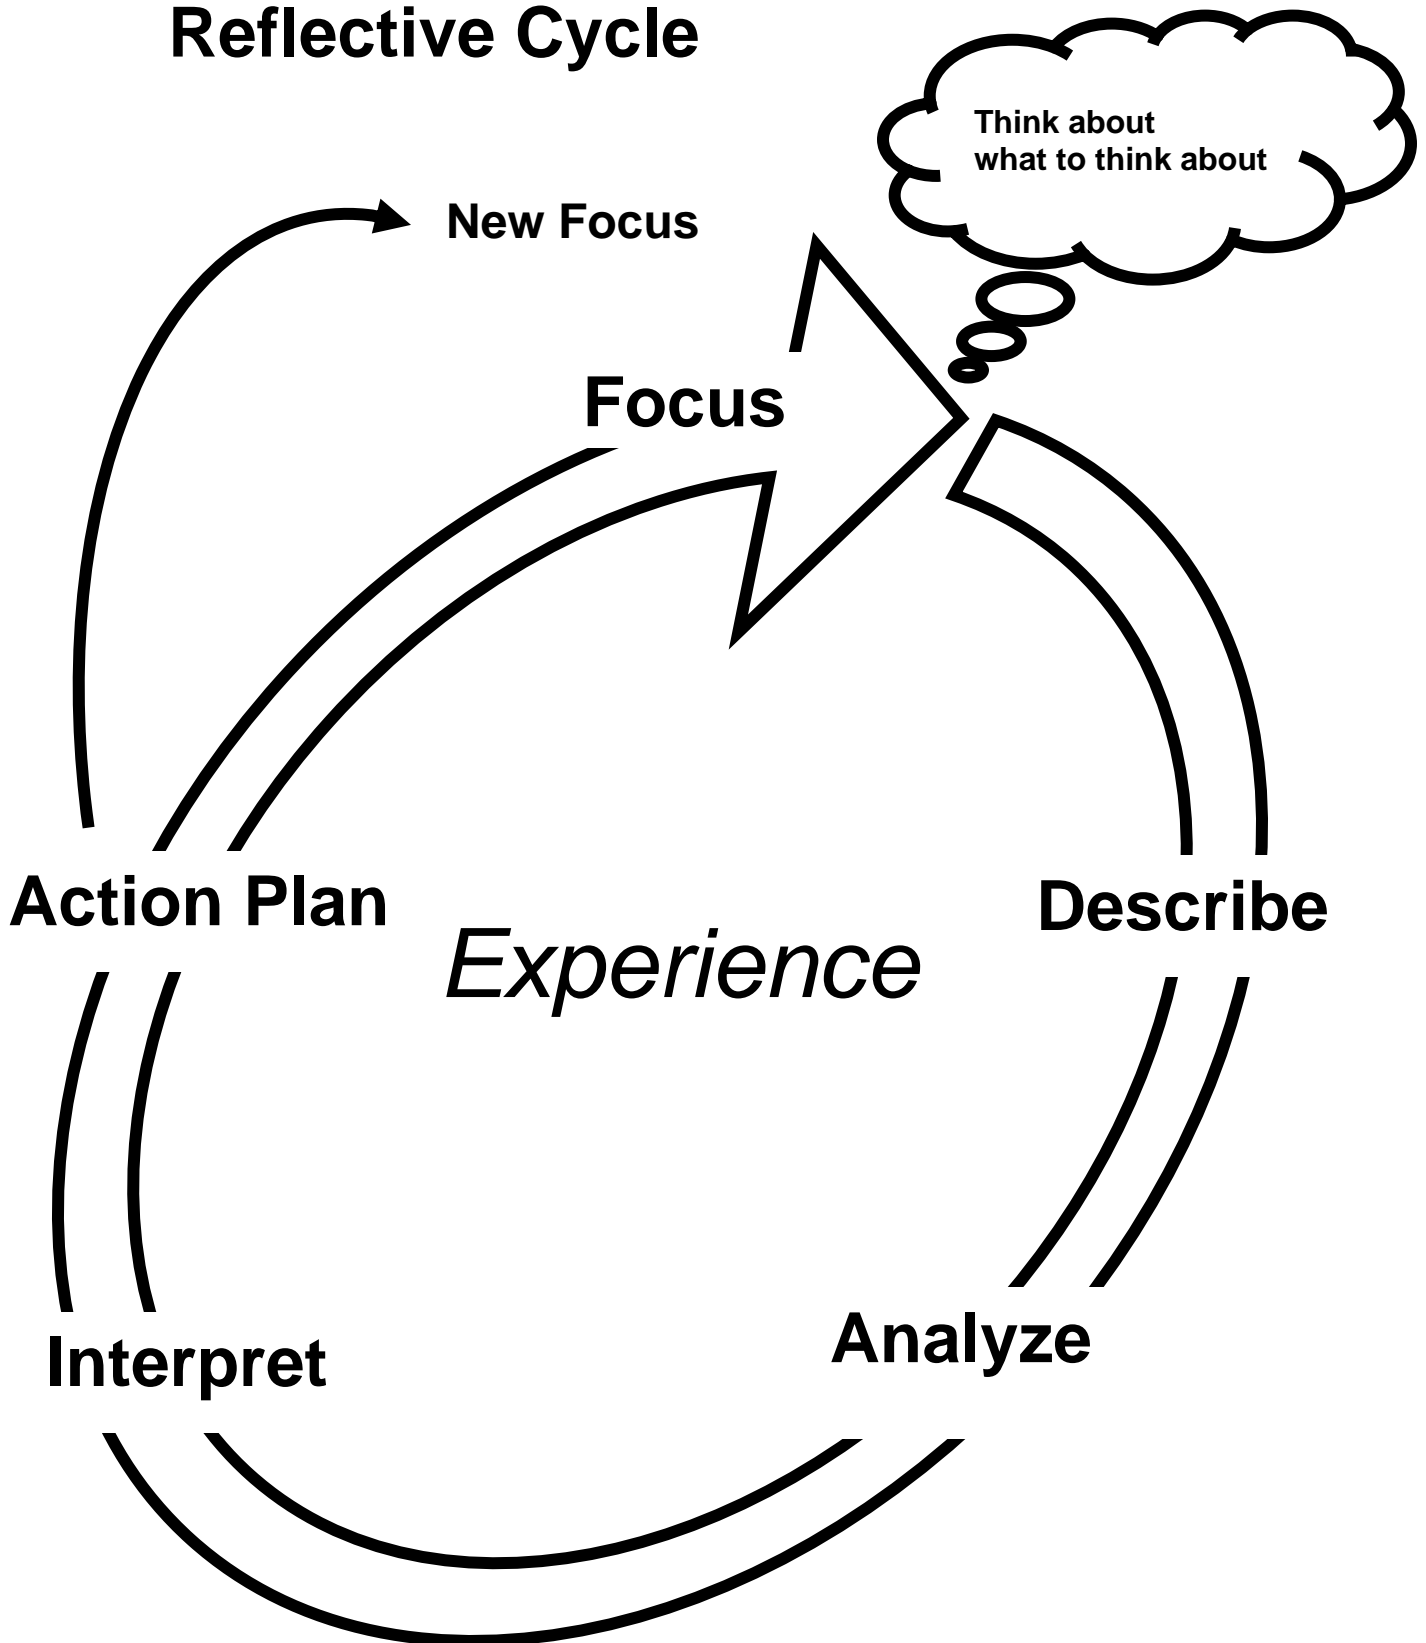 Reflective Cycle
Think about
what to think about
New Focus
Focus
Action Plan
Describe
Experience
Analyze
Interpret